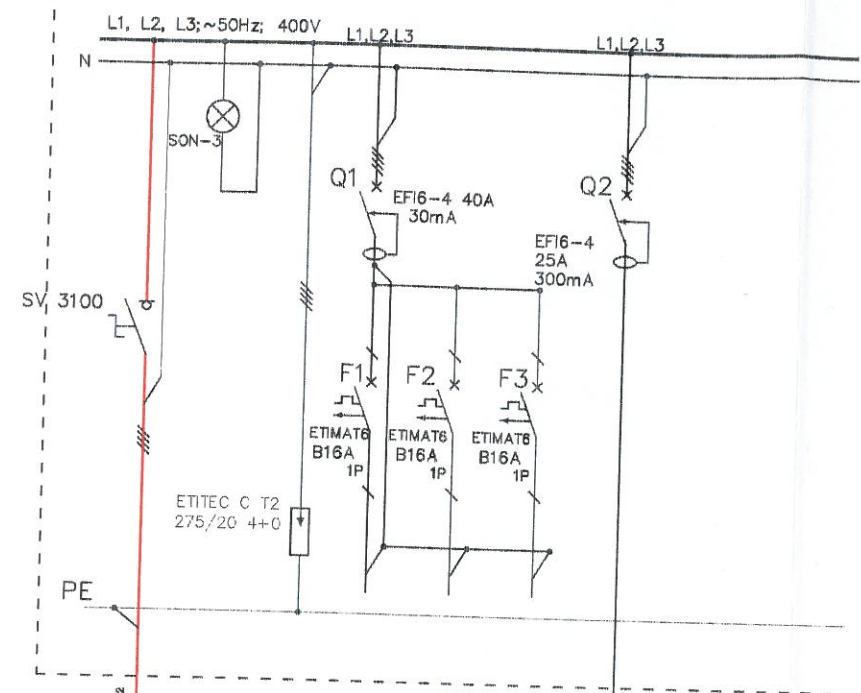 L1, L2, L3;~50Hz; 400V
L1,L2,L3
L1,L2,L3
N
SON-3
Q1
EFI6-4 40A
30mA
Q2
EFI6-4
25A
300mA
SV 3100
F1
F2
F3
ETIMAT6
B16A
1P
ETIMAT6
B16A
1P
ETIMAT6
B16A
1P
ETITEC C T2
275/20 4+0
PE
2